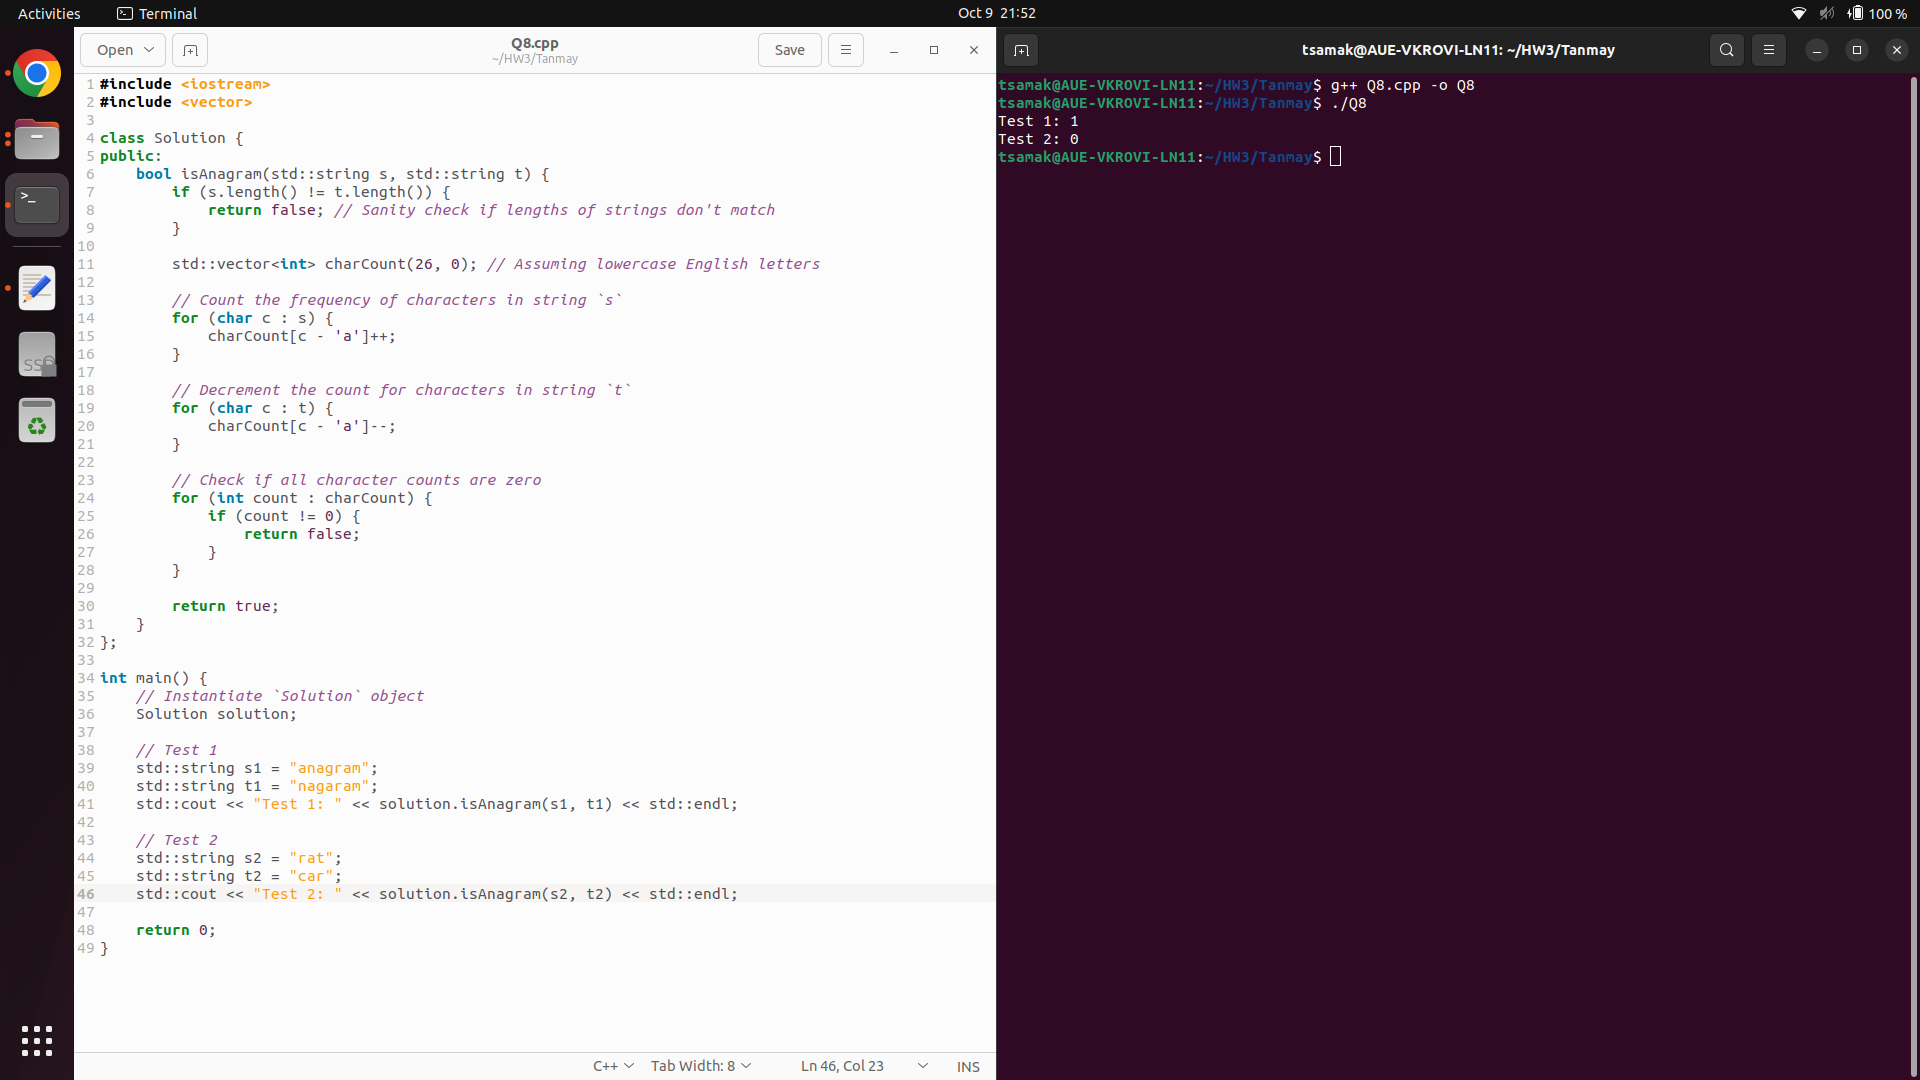 Activities
Terminal
Oct 9 21:52
100 %
Open
Q8.cpp
~/HW3/Tanmay
Save
1 #include <iostream>
2 #include <vector>
3
4 class Solution {
5 public:
6     bool isAnagram(std::string s, std::string t) {
7         if (s.length() != t.length()) {
8             return false; // Sanity check if lengths of strings don't match
9         }
10
11         std::vector<int> charCount(26, 0); // Assuming lowercase English letters
12
13         // Count the frequency of characters in string `s`
14         for (char c : s) {
15             charCount[c - 'a']++;
16         }
17
18         // Decrement the count for characters in string `t`
19         for (char c : t) {
20             charCount[c - 'a']--;
21         }
22
23         // Check if all character counts are zero
24         for (int count : charCount) {
25             if (count != 0) {
26                 return false;
27             }
28         }
29
30         return true;
31     }
32 };
33
34 int main() {
35     // Instantiate `Solution` object
36     Solution solution;
37
38     // Test 1
39     std::string s1 = "anagram";
40     std::string t1 = "nagaram";
41     std::cout << "Test 1: " << solution.isAnagram(s1, t1) << std::endl;
42
43     // Test 2
44     std::string s2 = "rat";
45     std::string t2 = "car";
46     std::cout << "Test 2: " << solution.isAnagram(s2, t2) << std::endl;
47
48     return 0;
49 }
C++
Tab Width: 8
Ln 46, Col 23
INS
tsamak@AUE-VKROVI-LN11: ~/HW3/Tanmay
tsamak@AUE-VKROVI-LN11:~/HW3/Tanmay$ g++ Q8.cpp -o Q8
tsamak@AUE-VKROVI-LN11:~/HW3/Tanmay$ ./Q8
Test 1: 1
Test 2: 0
tsamak@AUE-VKROVI-LN11:~/HW3/Tanmay$